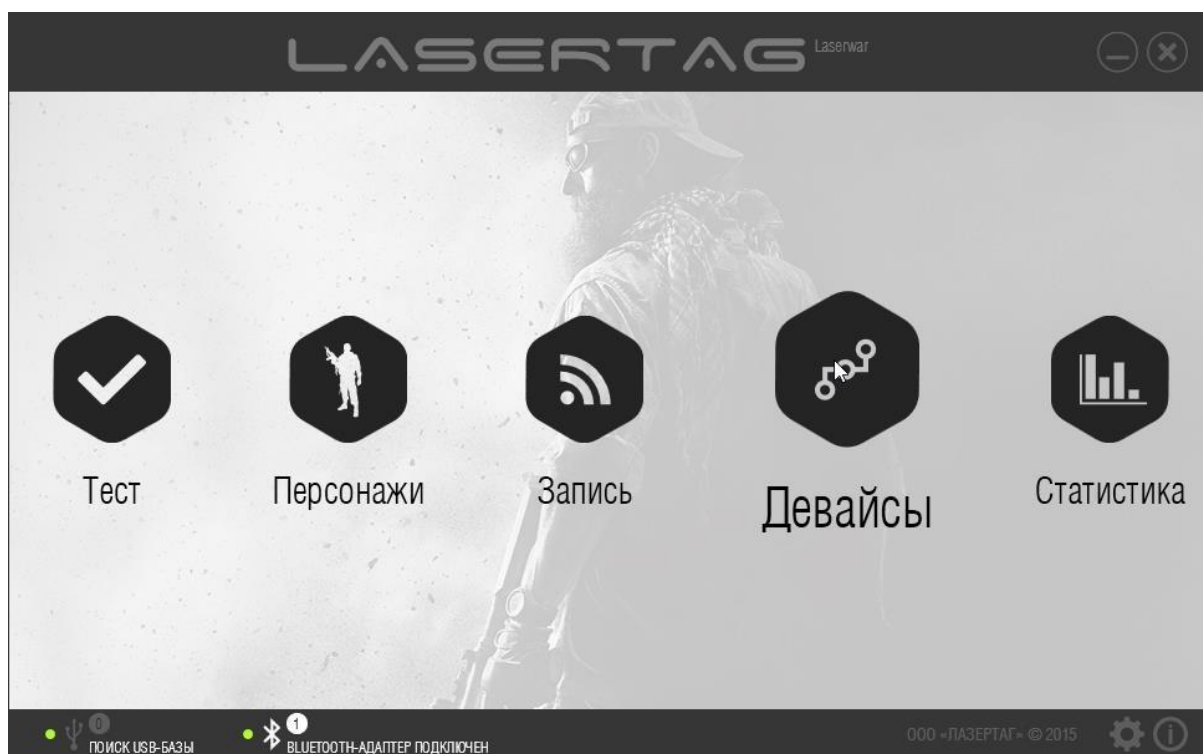 LASERTAG Laserwar
Тест
Персонажи
Запись
Девайсы
Статистика
0
ПОИСК USB-БАЗЫ
1
BLUETOOTH-АДАПТЕР ПОДКЛЮЧЕН
ООО «ЛАЗЕРТАГ» © 2015